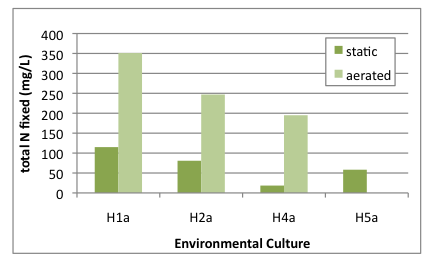 400
350
300
250
200
150
100
50
0
total N fixed (mg/L)
static
aerated
H1a H2a H4a H5a
Environmental Culture